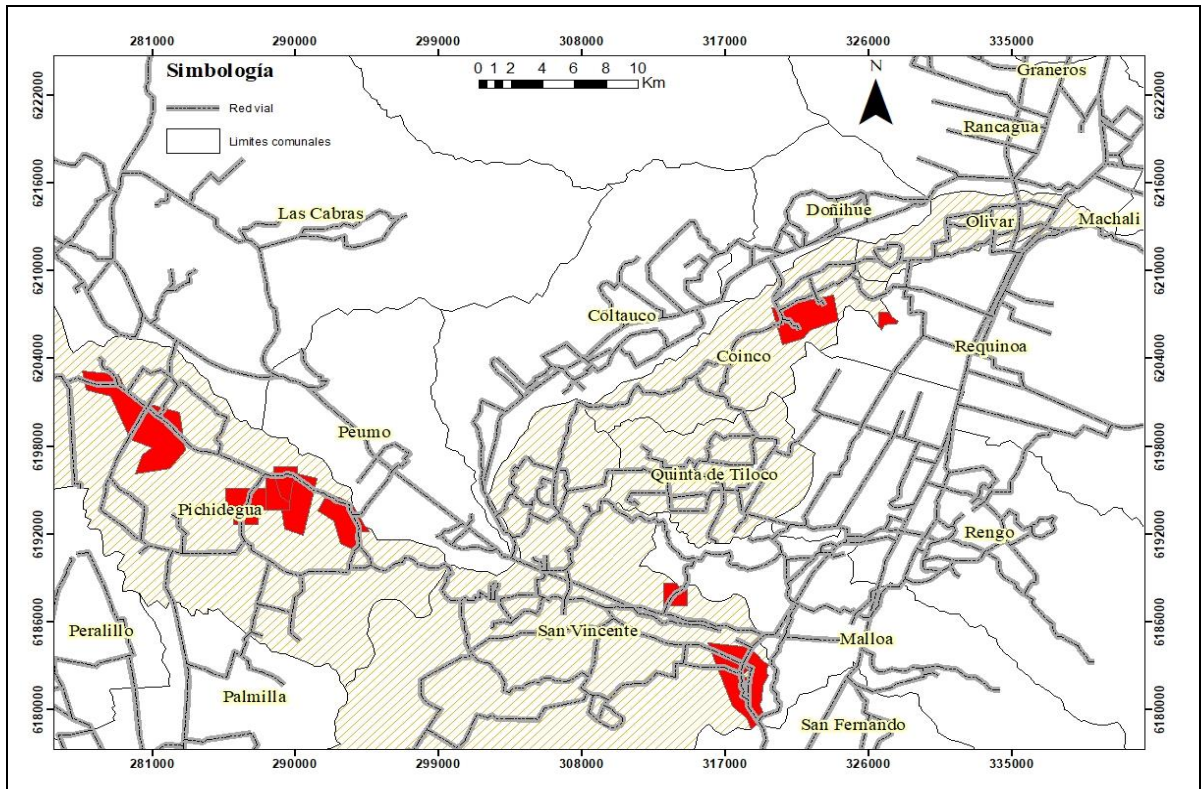 281000 290000 299000 308000 317000 326000 335000
Simbología
Red vial
Limites comunales
0 1 2 4 6 8 10
Km
N
6222000 6222000
6216000 6216000
6210000 6210000
6204000 6204000
6198000 6198000
6192000 6192000
6186000 6186000
6180000 6180000
Graneros
Rancagua
Las Cabras
Doñihue
Olivar
Machali
Coltauco
Coinco
Requinoa
Peumo
Quinta de Tiloco
Pichidegua
Rengo
Peralillo
San Vincente
Malloa
Palmilla
San Fernando
281000 290000 299000 308000 317000 326000 335000